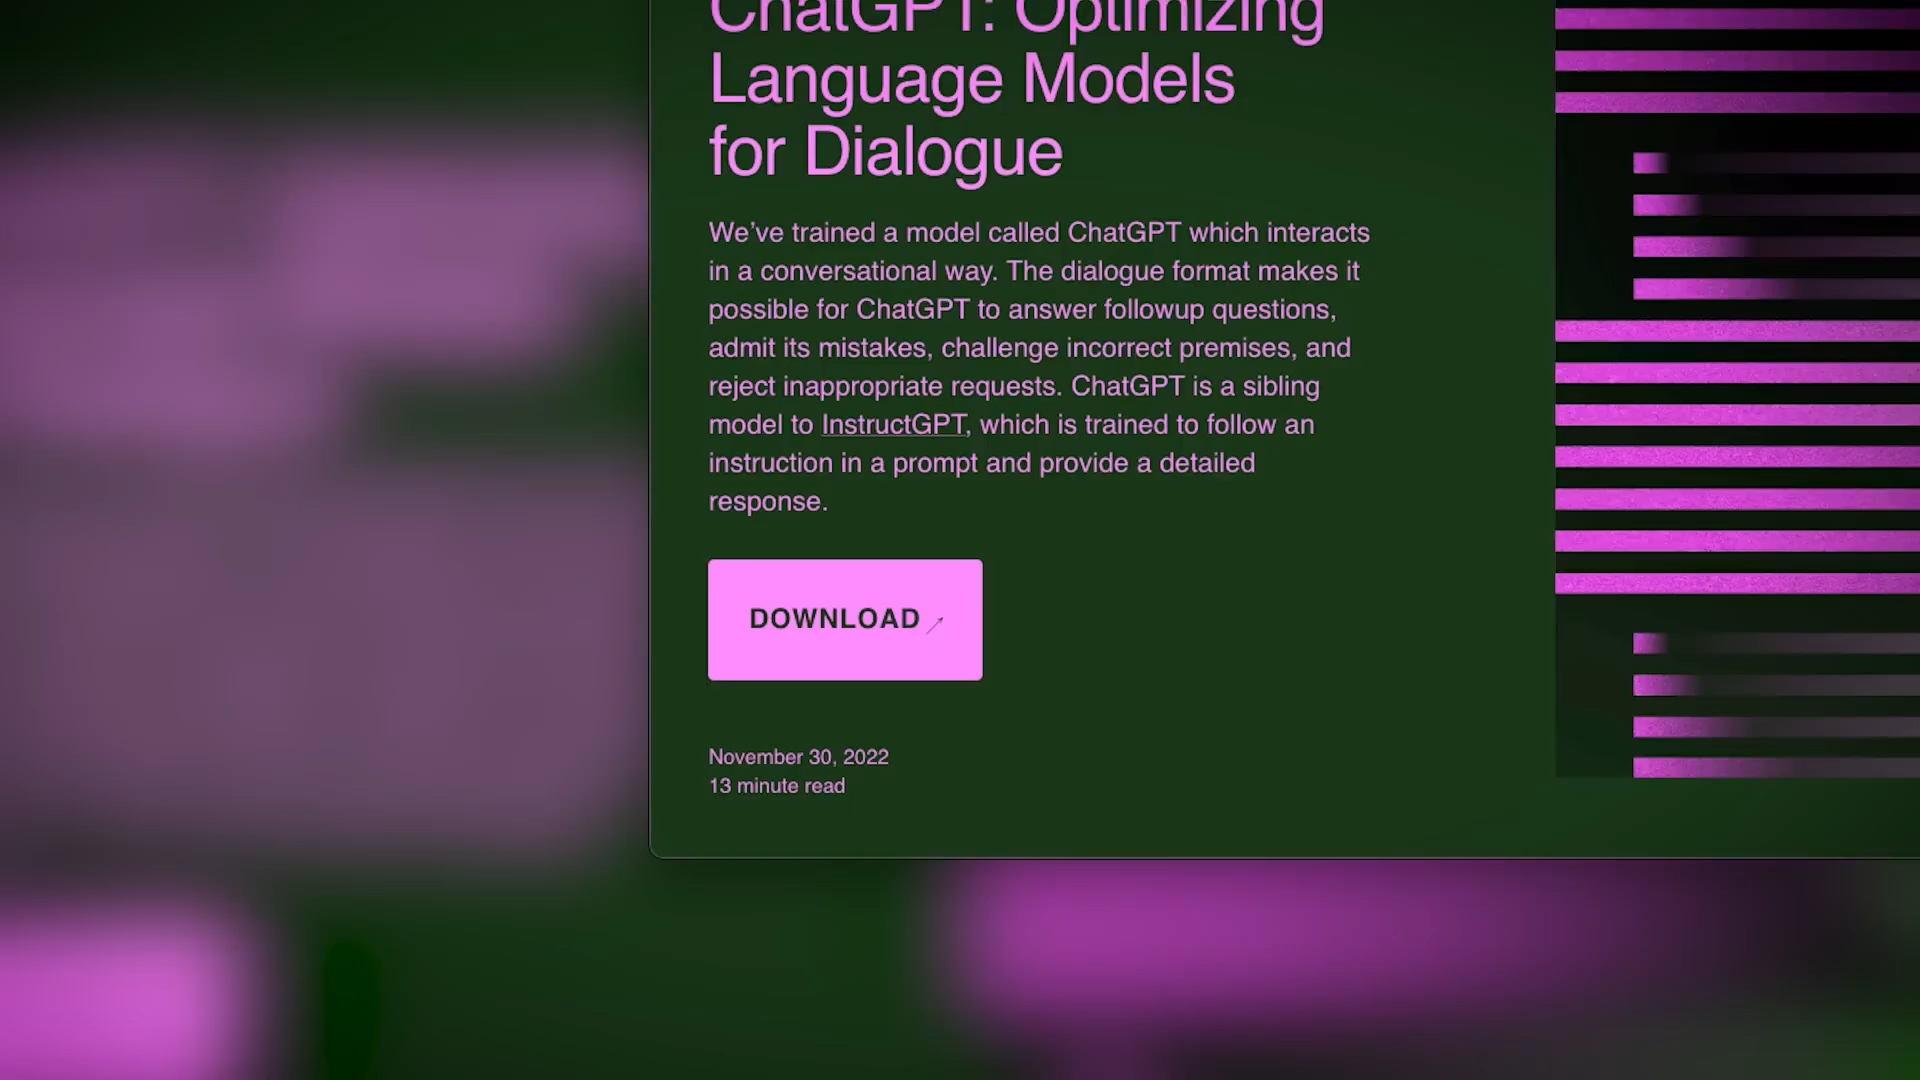 ChatGPT: Optimizing
Language Models
for Dialogue
We’ve trained a model called ChatGPT which interacts
in a conversational way. The dialogue format makes it
possible for ChatGPT to answer followup questions,
admit its mistakes, challenge incorrect premises, and
reject inappropriate requests. ChatGPT is a sibling
model to InstructGPT, which is trained to follow an
instruction in a prompt and provide a detailed
response.
DOWNLOAD ↗
November 30, 2022
13 minute read